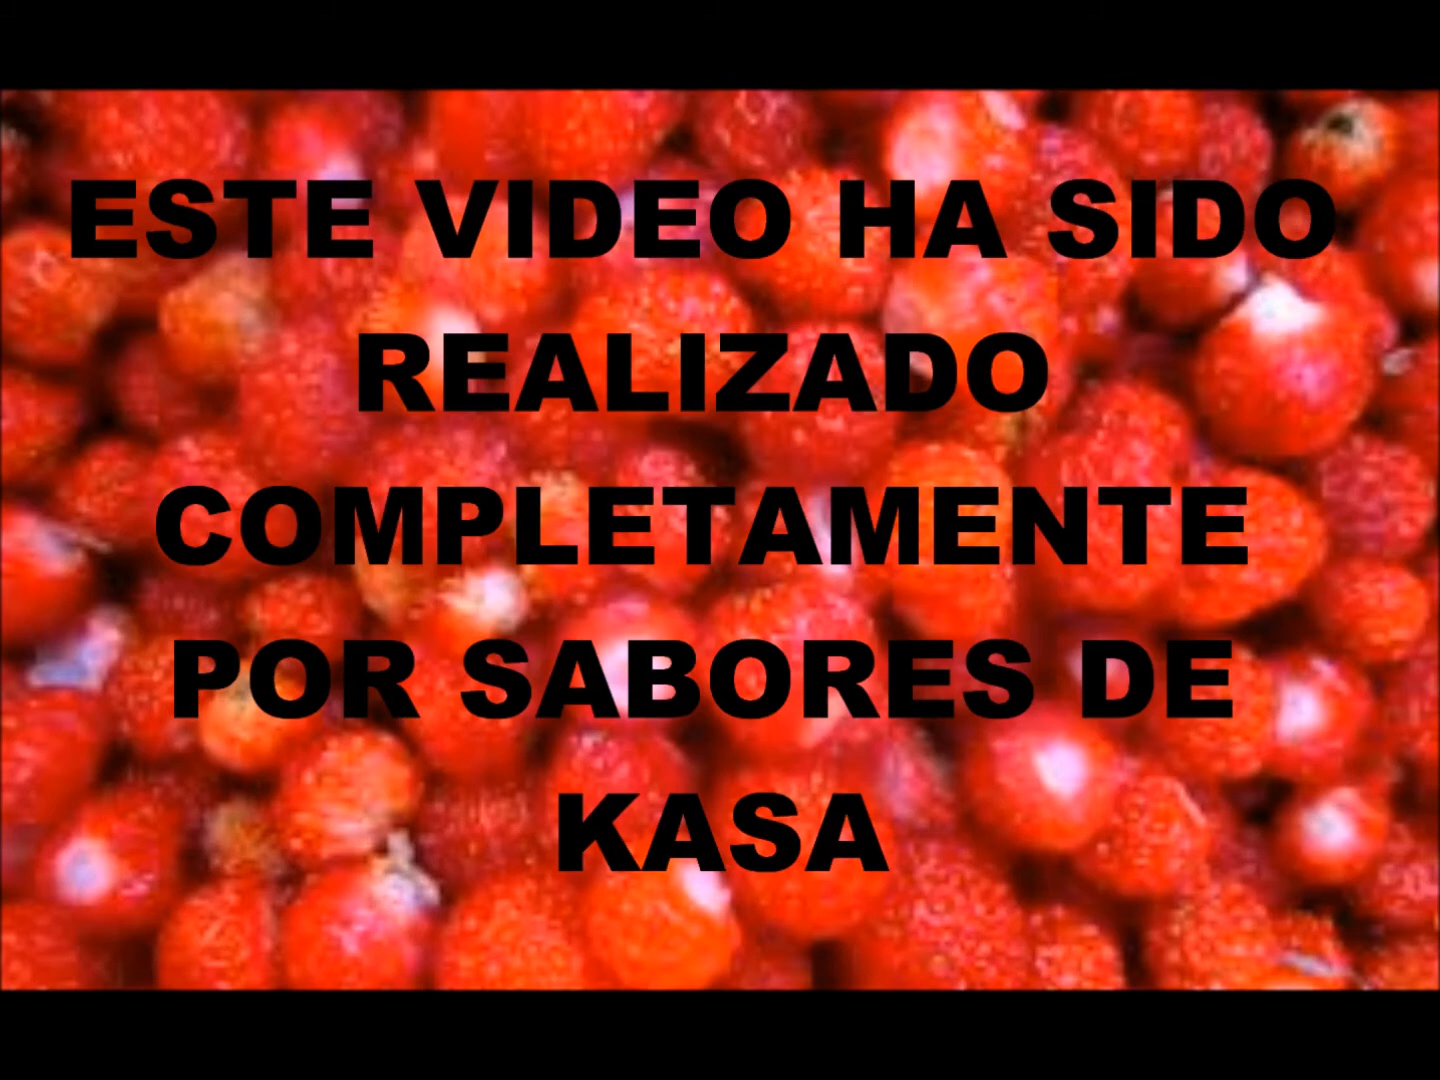 ESTE VIDEO HA SIDO
REALIZADO
COMPLETAMENTE
POR SABORES DE
KASA